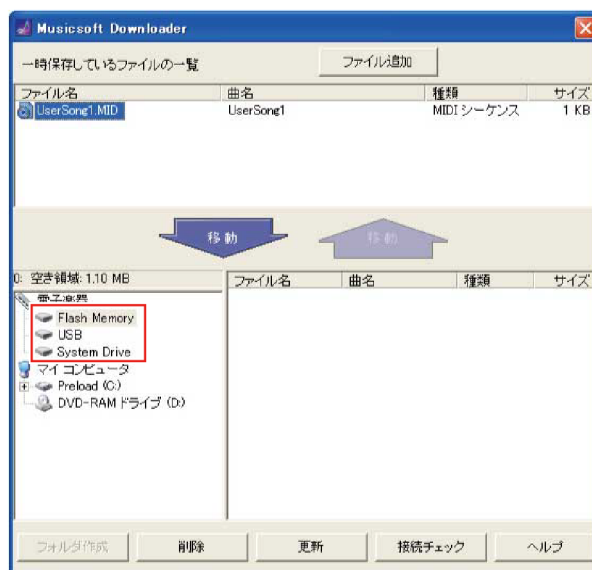 Musicsoft Downloader
一時保存しているファイルの一覧 ファイル追加
ファイル名 曲名 種類 サイズ
UserSong1.MID UserSong1 MIDI シーケンス 1 KB
移動 移動
0: 空き領域: 1.10 MB
ファイル名 曲名 種類 サイズ
電子楽器
Flash Memory
USB
System Drive
マイ コンピュータ
Preload (C:)
DVD-RAM ドライブ (D:)
フォルダ作成 削除 更新 接続チェック ヘルプ